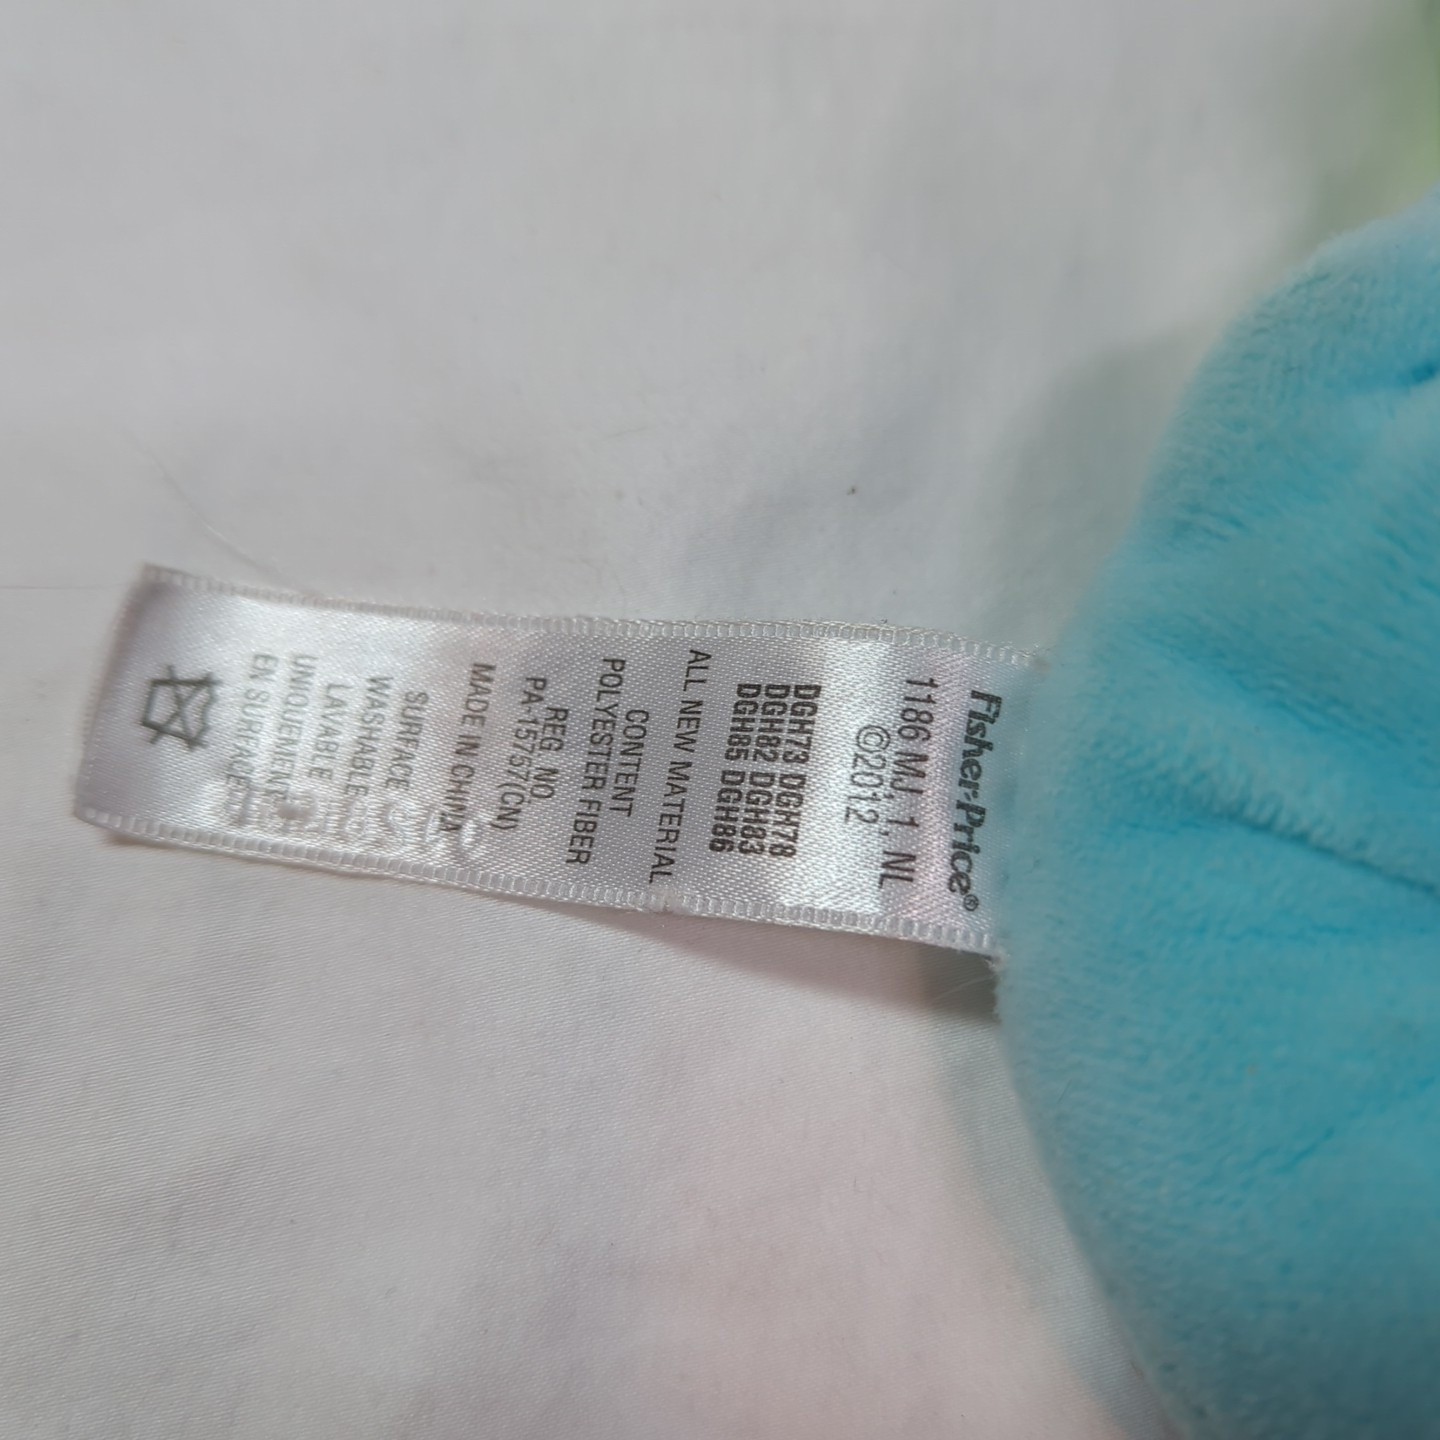 Fisher-Price®
1186 MJ, 1, NL
©2012
DGH73 DGH78
DGH82 DGH83
DGH85 DGH86
ALL NEW MATERIAL
CONTENT
POLYESTER FIBER
REG. NO.
PA-15757(CN)
MADE IN CHINA
SURFACE
WASHABLE
LAVABLE
UNIQUEMENT
EN SURFACE